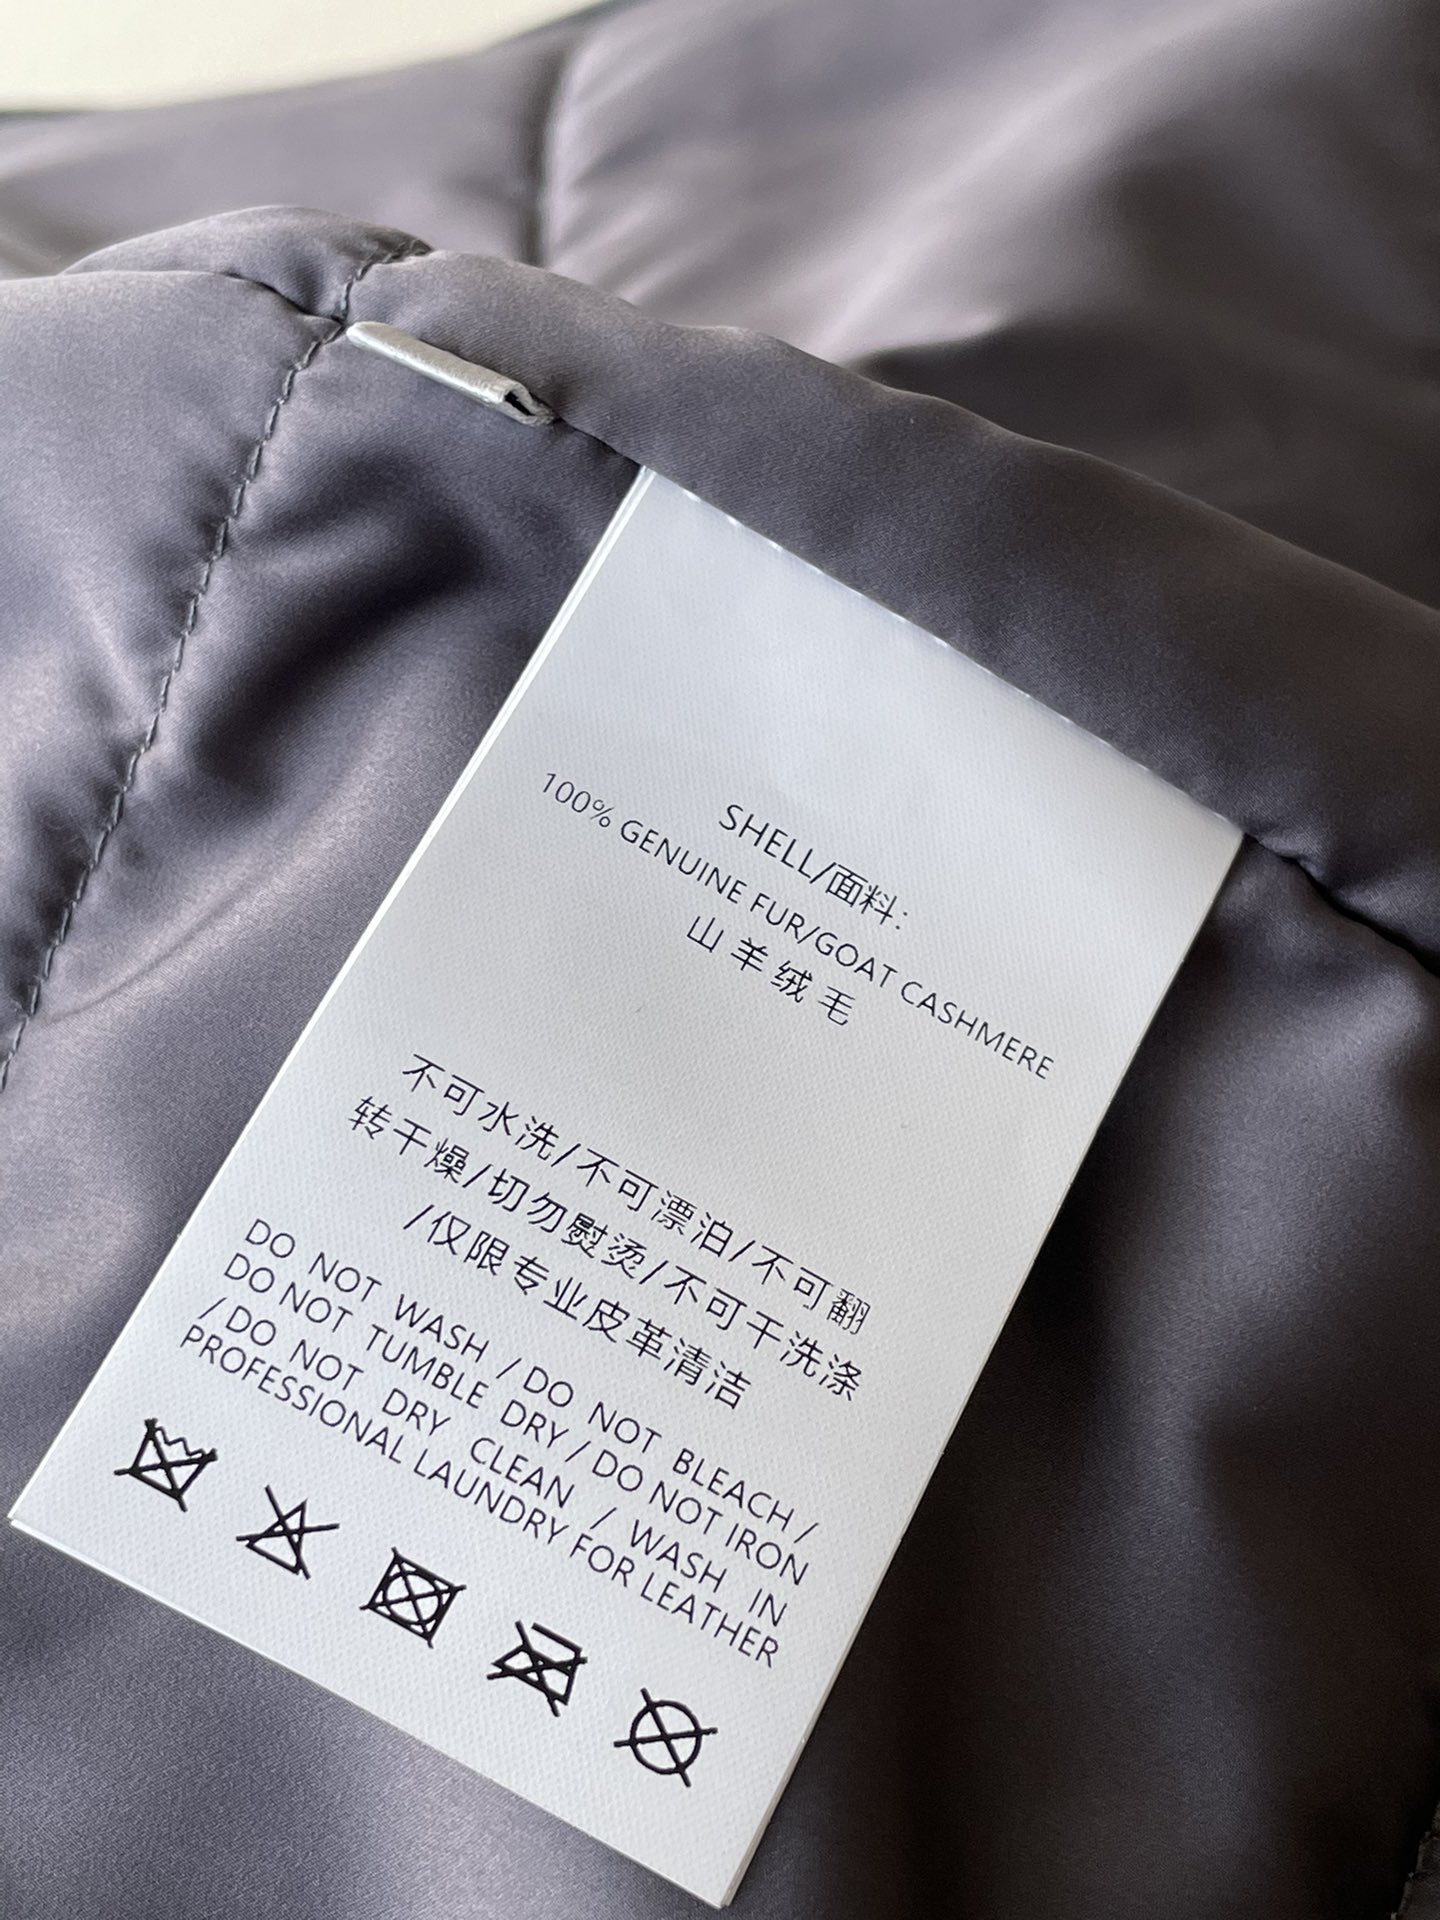 SHELL/面料:
100% GENUINE FUR/GOAT CASHMERE
山羊绒毛
不可水洗/不可漂泊/不可翻
转干燥/切勿熨烫/不可干洗涤
/仅限专业皮革清洁
DO NOT WASH / DO NOT BLEACH /
DO NOT TUMBLE DRY / DO NOT IRON
/ DO NOT DRY CLEAN / WASH IN
PROFESSIONAL LAUNDRY FOR LEATHER